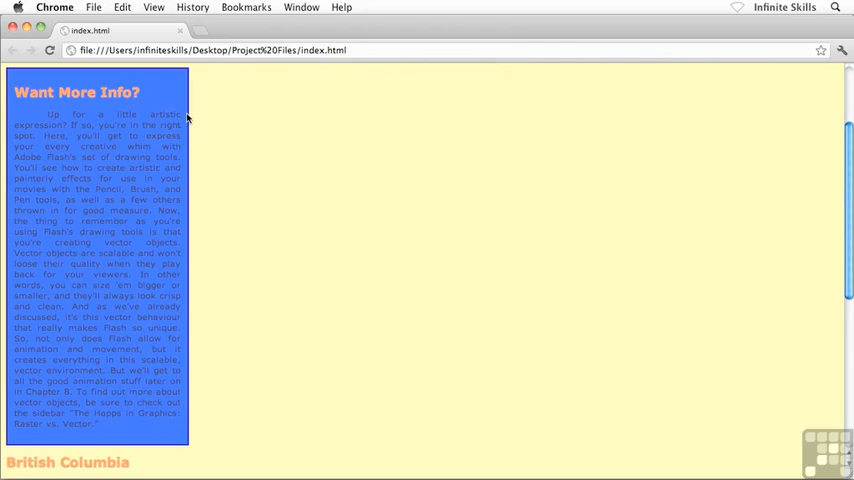 Chrome File Edit View History Bookmarks Window Help Infinite Skills
index.html
file:///Users/infiniteskills/Desktop/Project%20Files/index.html
Want More Info?
Up for a little artistic
expression? If so, you're in the right
spot. Here, you'll get to express
your every creative whim with
Adobe Flash's set of drawing tools.
You'll see how to create artistic and
painterly effects for use in your
movies with the Pencil, Brush, and
Pen tools, as well as a few others
thrown in for good measure. Now,
the thing to remember as you're
using Flash's drawing tools is that
you're creating vector objects.
Vector objects are scalable and won't
loose their quality when they play
back for your viewers. In other
words, you can size 'em bigger or
smaller, and they'll always look crisp
and clean. And as we've already
discussed, it's this vector behaviour
that really makes Flash so unique.
So, not only does Flash allow for
animation and movement, but it
creates everything in this scalable,
vector environment. But we'll get to
all the good animation stuff later on
in Chapter 8. To find out more about
vector objects, be sure to check out
the sidebar "The Happs in Graphics:
Raster vs. Vector."
British Columbia